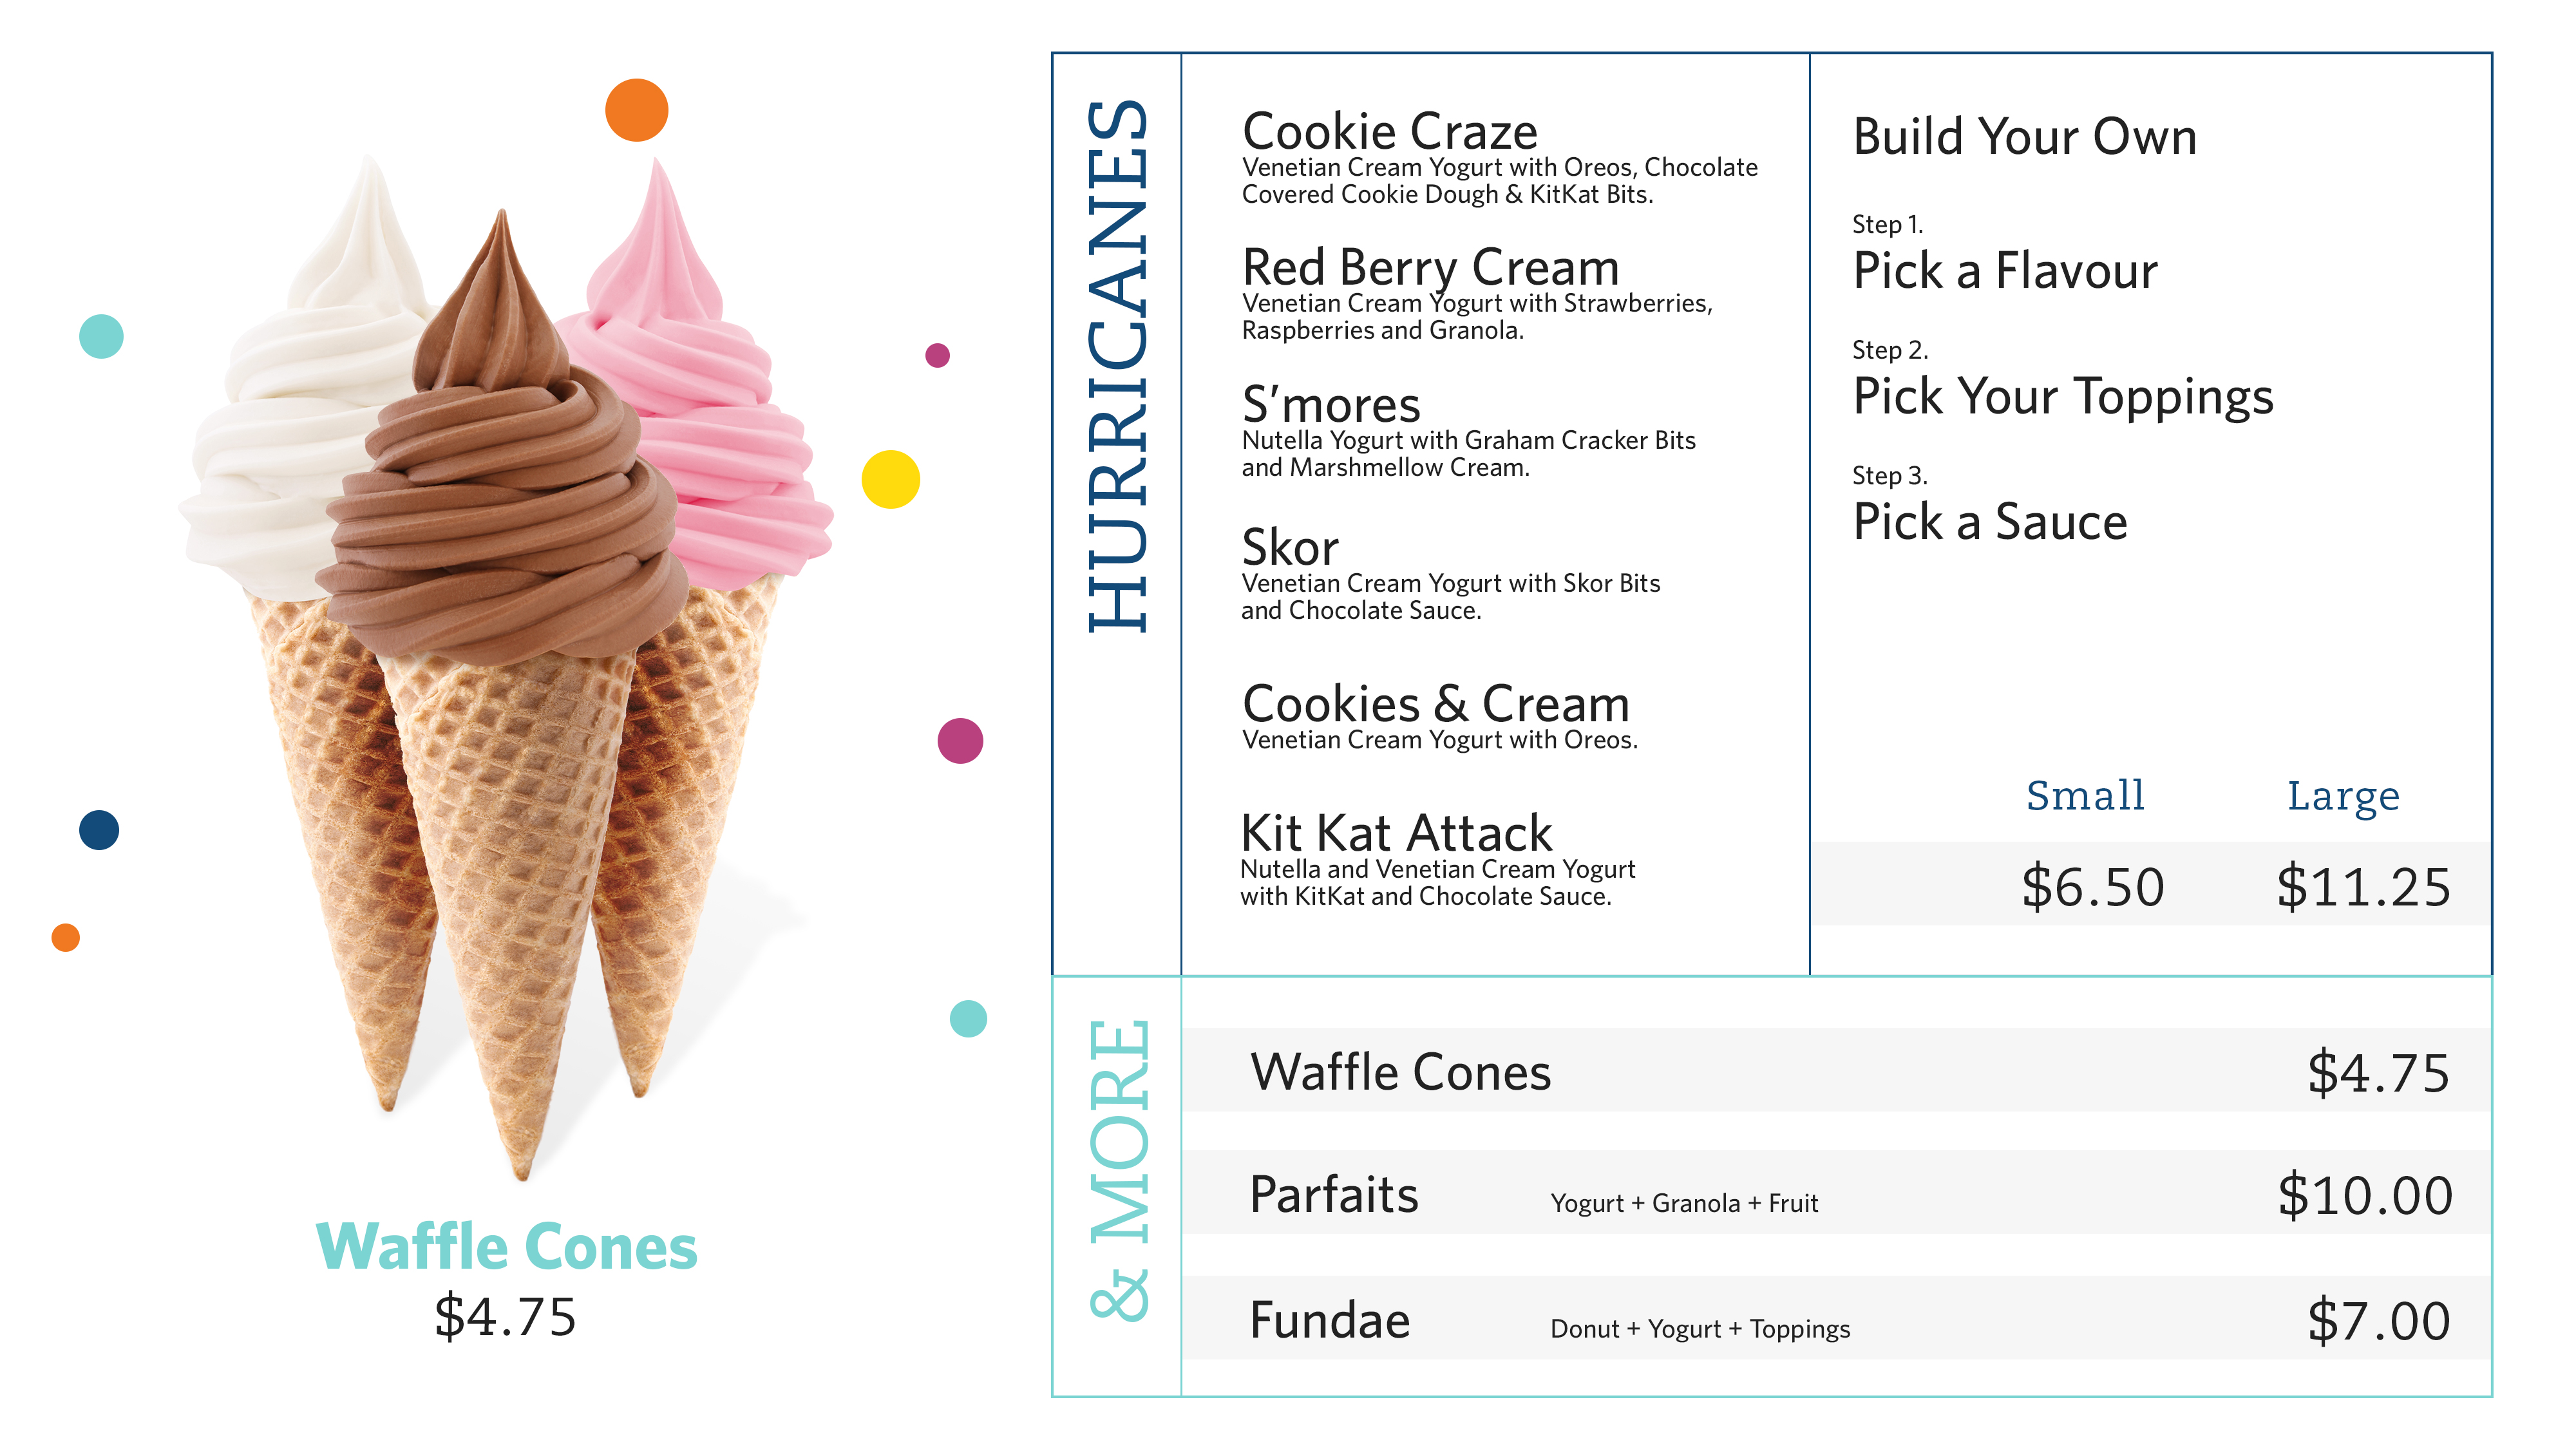 Waffle Cones
$4.75
HURRICANES
Cookie Craze
Venetian Cream Yogurt with Oreos, Chocolate
Covered Cookie Dough & KitKat Bits.
Red Berry Cream
Venetian Cream Yogurt with Strawberries,
Raspberries and Granola.
S'mores
Nutella Yogurt with Graham Cracker Bits
and Marshmellow Cream.
Skor
Venetian Cream Yogurt with Skor Bits
and Chocolate Sauce.
Cookies & Cream
Venetian Cream Yogurt with Oreos.
Kit Kat Attack
Nutella and Venetian Cream Yogurt
with KitKat and Chocolate Sauce.
Build Your Own
Step 1.
Pick a Flavour
Step 2.
Pick Your Toppings
Step 3.
Pick a Sauce
Small Large
$6.50 $11.25
& MORE
Waffle Cones $4.75
Parfaits Yogurt + Granola + Fruit $10.00
Fundae Donut + Yogurt + Toppings $7.00